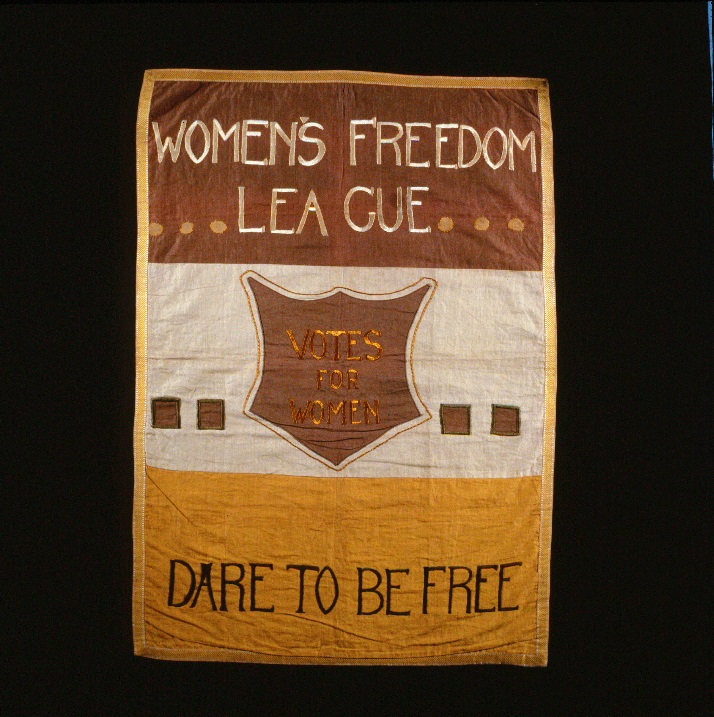 WOMEN'S FREEDOM
...LEAGUE...
VOTES
FOR
WOMEN
DARE TO BE FREE